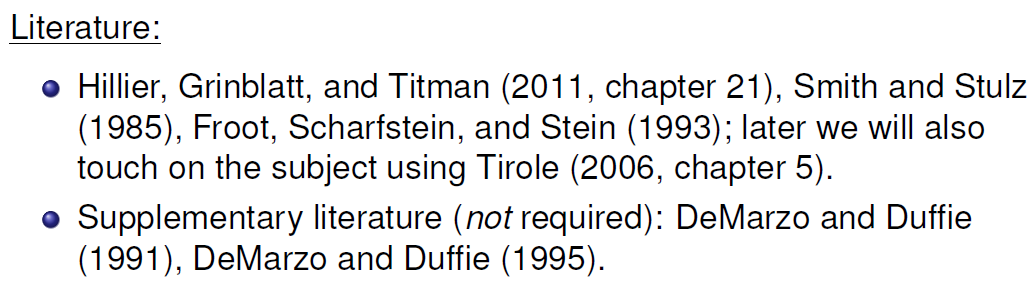 Literature:
Hillier, Grinblatt, and Titman (2011, chapter 21), Smith and Stulz
(1985), Froot, Scharfstein, and Stein (1993); later we will also
touch on the subject using Tirole (2006, chapter 5).
Supplementary literature (not required): DeMarzo and Duffie
(1991), DeMarzo and Duffie (1995).